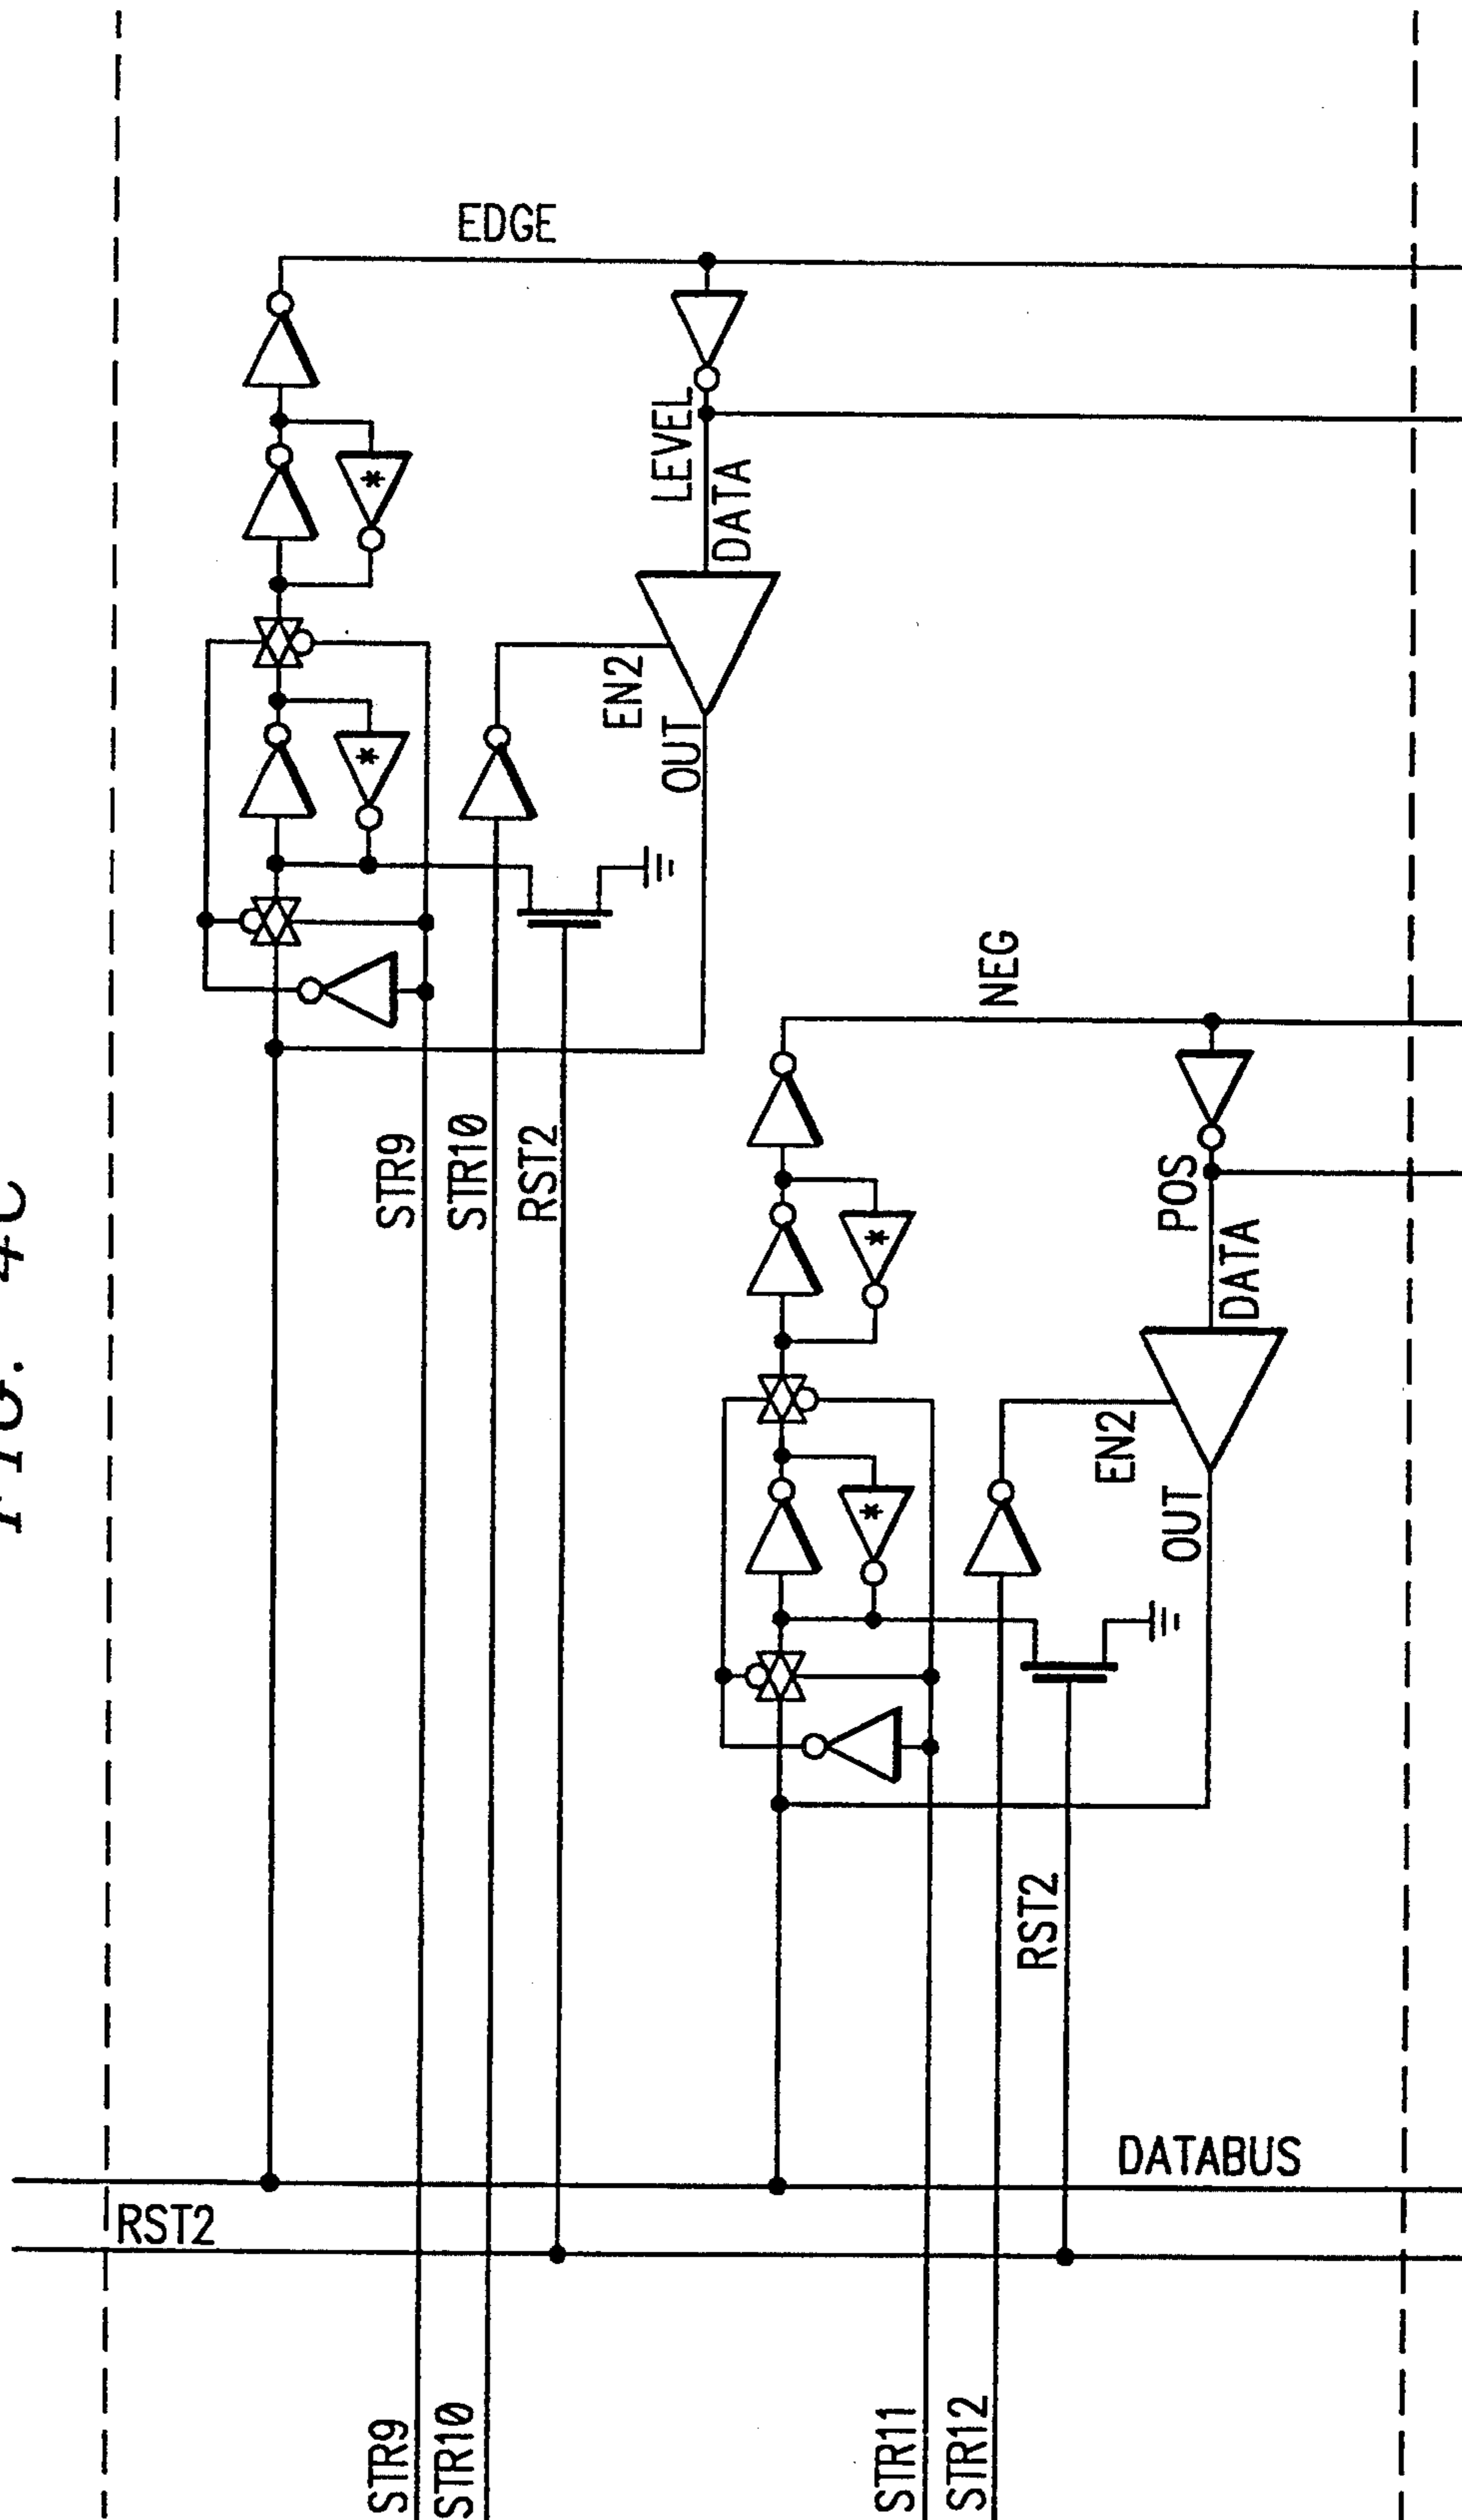 EDGE
LEVEL
DATA
EN2
OUT
STR9
STR10
RST2
NEG
POS
DATA
EN2
OUT
RST2
DATABUS
RST2
STR9
STR10
STR11
STR12